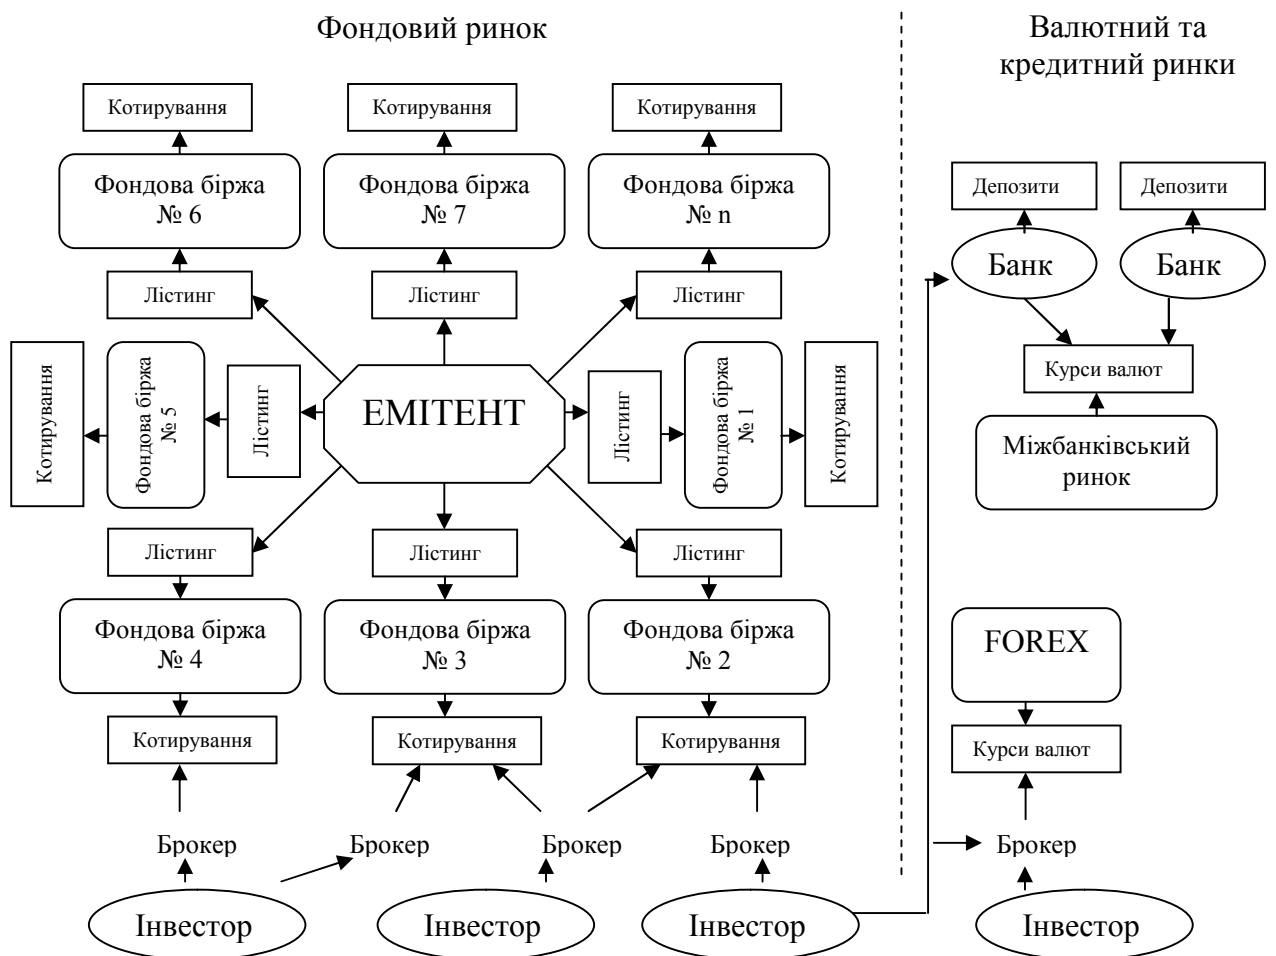 Фондовий ринок
Валютний та
кредитний ринки
Котирування
Котирування
Котирування
Фондова біржа
№ 6
Фондова біржа
№ 7
Фондова біржа
№ n
Депозити
Депозити
Банк
Банк
Лістинг
Лістинг
Лістинг
Котирування
Фондова біржа
№ 5
Лістинг
ЕМІТЕНТ
Лістинг
Фондова біржа
№ 1
Котирування
Курси валют
Міжбанківський
ринок
Лістинг
Лістинг
Лістинг
Фондова біржа
№ 4
Фондова біржа
№ 3
Фондова біржа
№ 2
FOREX
Котирування
Котирування
Котирування
Курси валют
Брокер
Брокер
Брокер
Брокер
Брокер
Інвестор
Інвестор
Інвестор
Інвестор